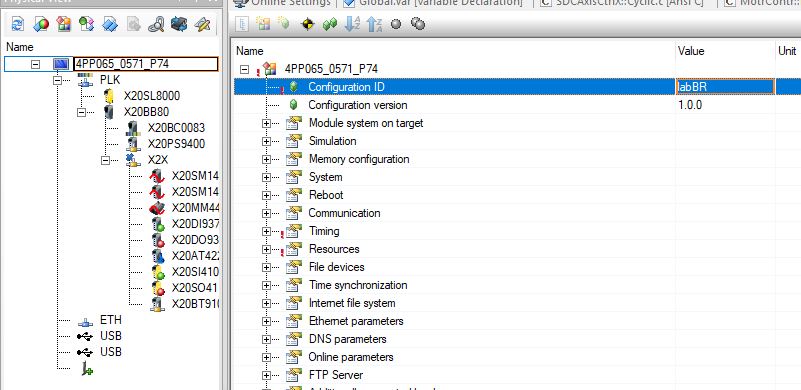 Physical View
Online Settings
Global.var [Variable Declaration]
SDCAxisCtrlX::Cyclic.c [Ansi C]
MotrContr::
Name
4PP065_0571_P74
PLK
X20SL8000
X20BB80
X20BC0083
X20PS9400
X2X
X20SM14
X20SM14
X20MM44
X20DI937
X20DO93
X20AT422
X20SI410
X20SO41
X20BT910
ETH
USB
USB
Name Value Unit
4PP065_0571_P74
Configuration ID labBR
Configuration version 1.0.0
Module system on target
Simulation
Memory configuration
System
Reboot
Communication
Timing
Resources
File devices
Time synchronization
Internet file system
Ethernet parameters
DNS parameters
Online parameters
FTP Server